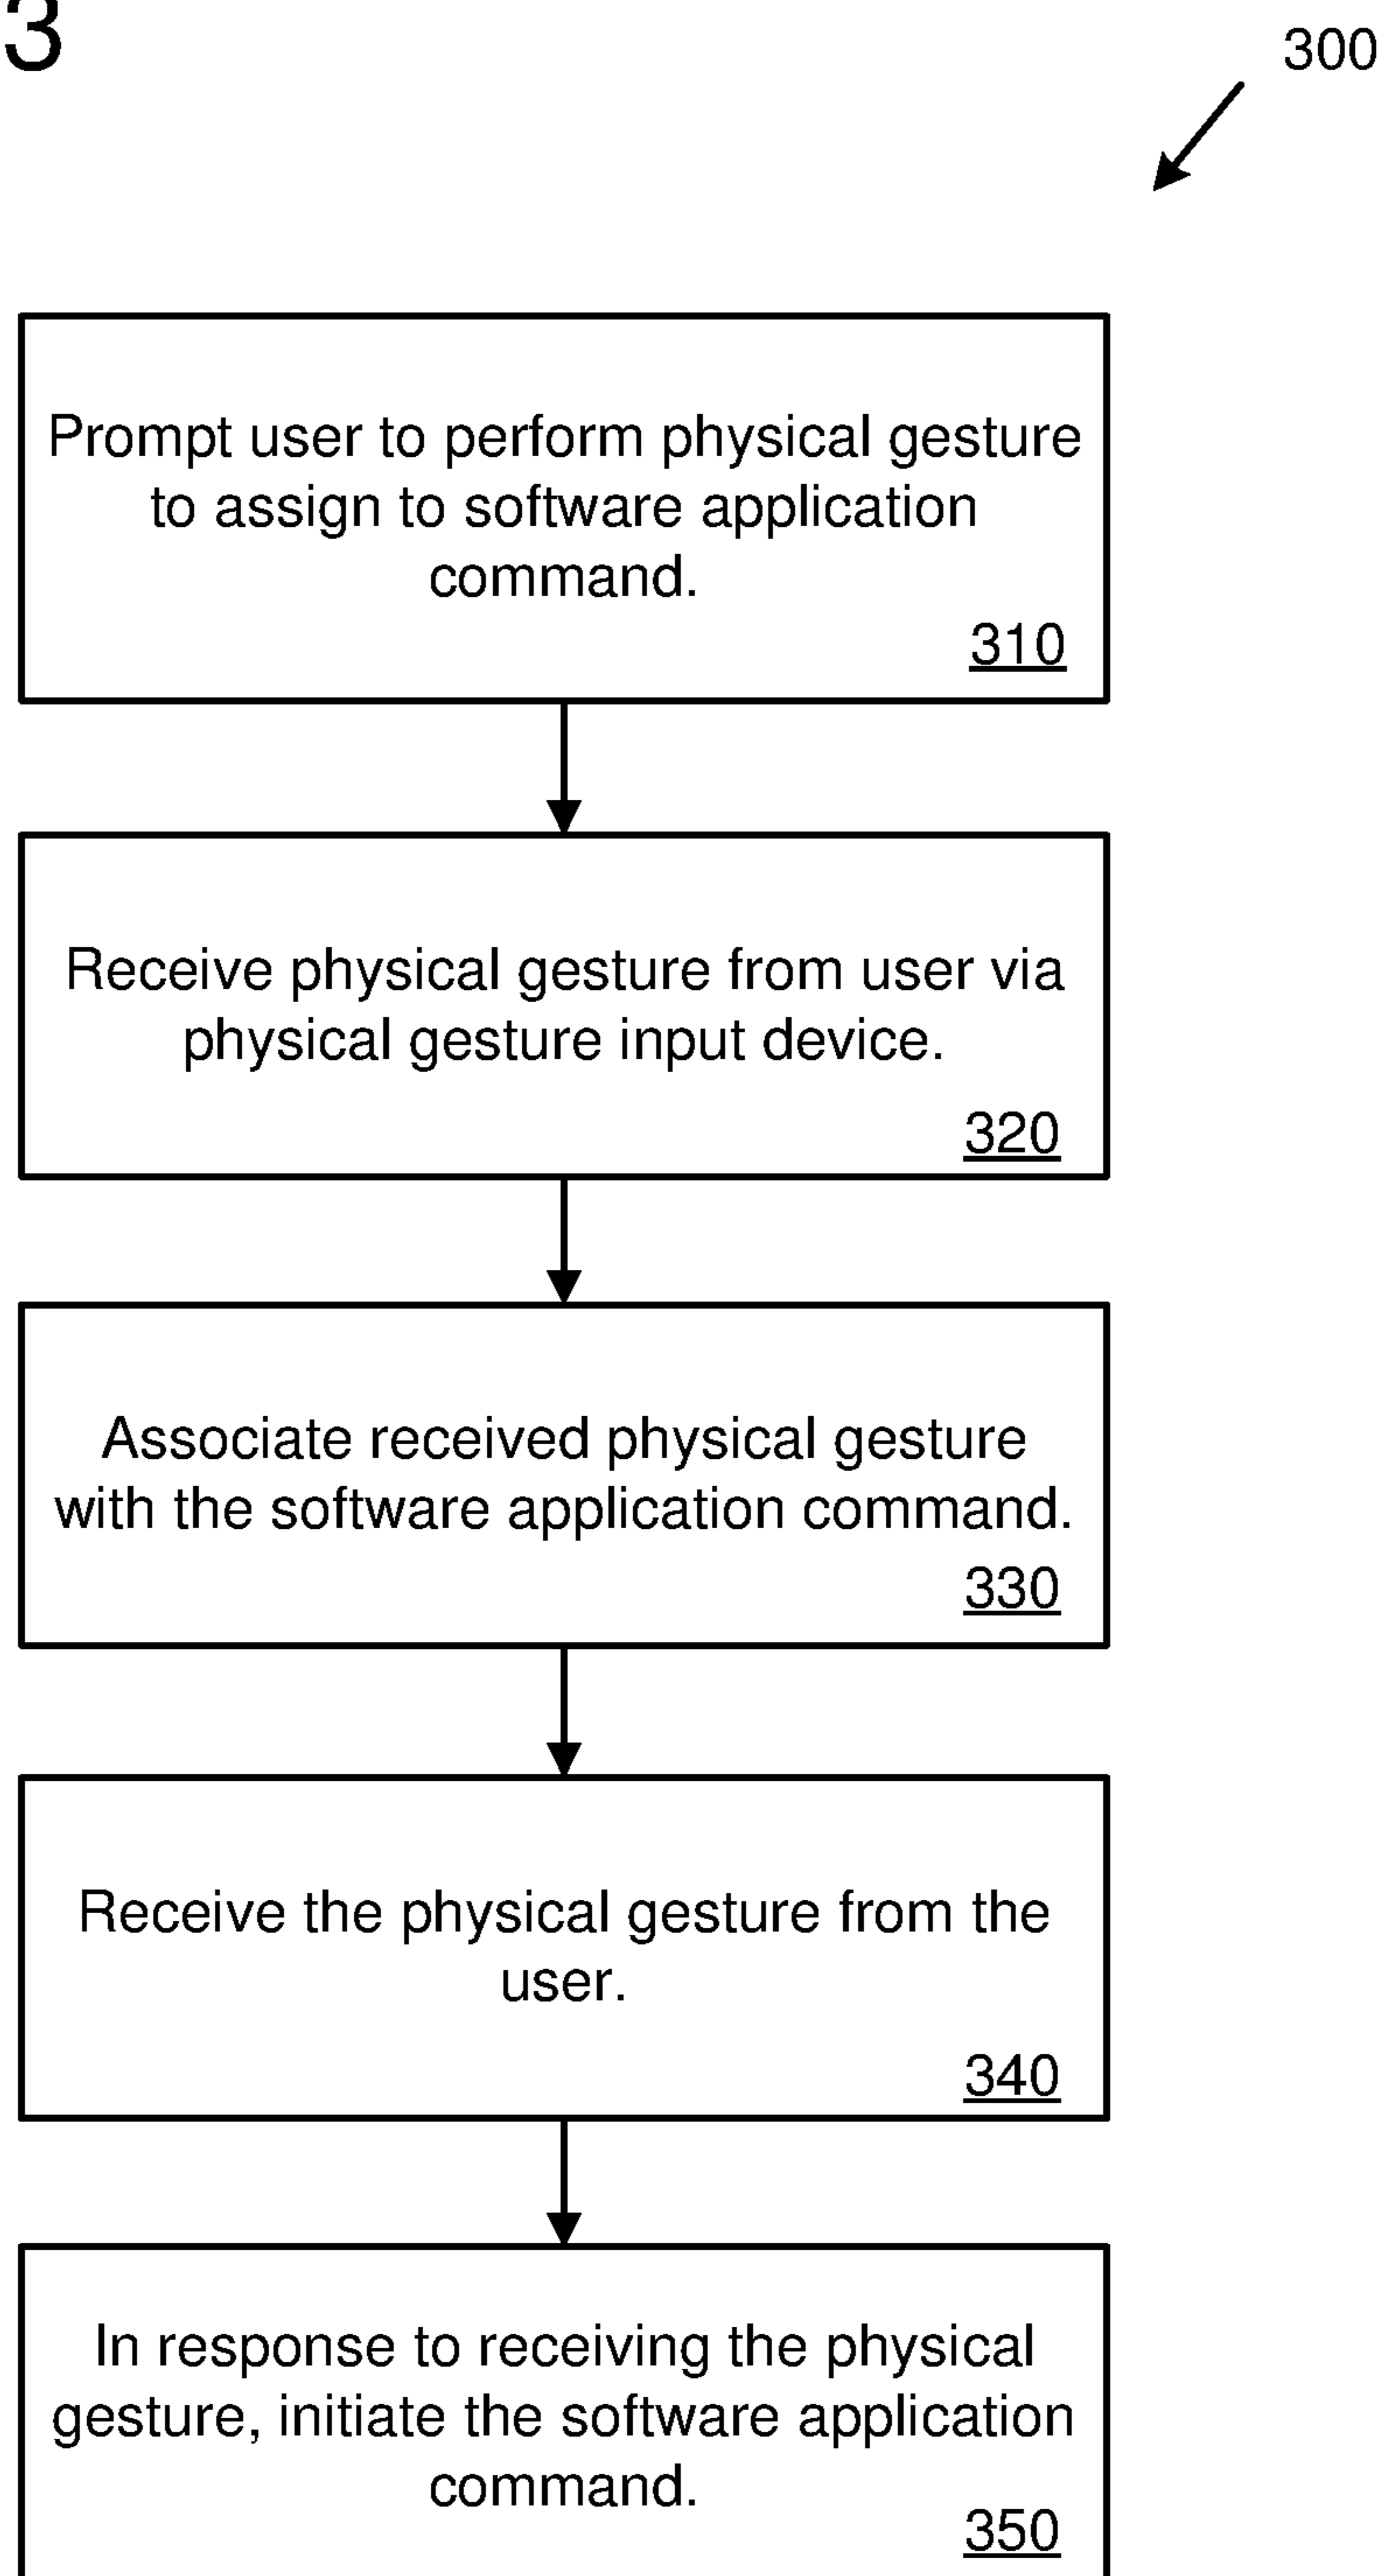 3
300
Prompt user to perform physical gesture
to assign to software application
command.
310
Receive physical gesture from user via
physical gesture input device.
320
Associate received physical gesture
with the software application command.
330
Receive the physical gesture from the
user.
340
In response to receiving the physical
gesture, initiate the software application
command.
350